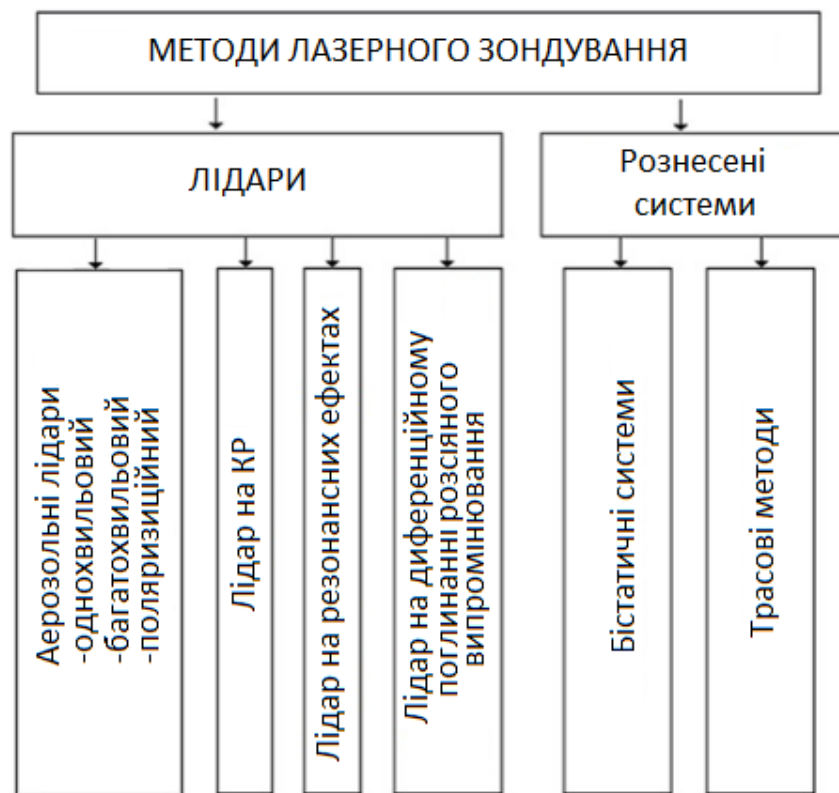 МЕТОДИ ЛАЗЕРНОГО ЗОНДУВАННЯ
ЛІДАРИ
Рознесені
системи
Аерозольні лідари
-однохвильовий
-багатохвильовий
-поляризиційний
Лідар на КР
Лідар на резонансних ефектах
Лідар на диференційному
поглинанні розсіяного
випромінювання
Бістатичні системи
Трасові методи